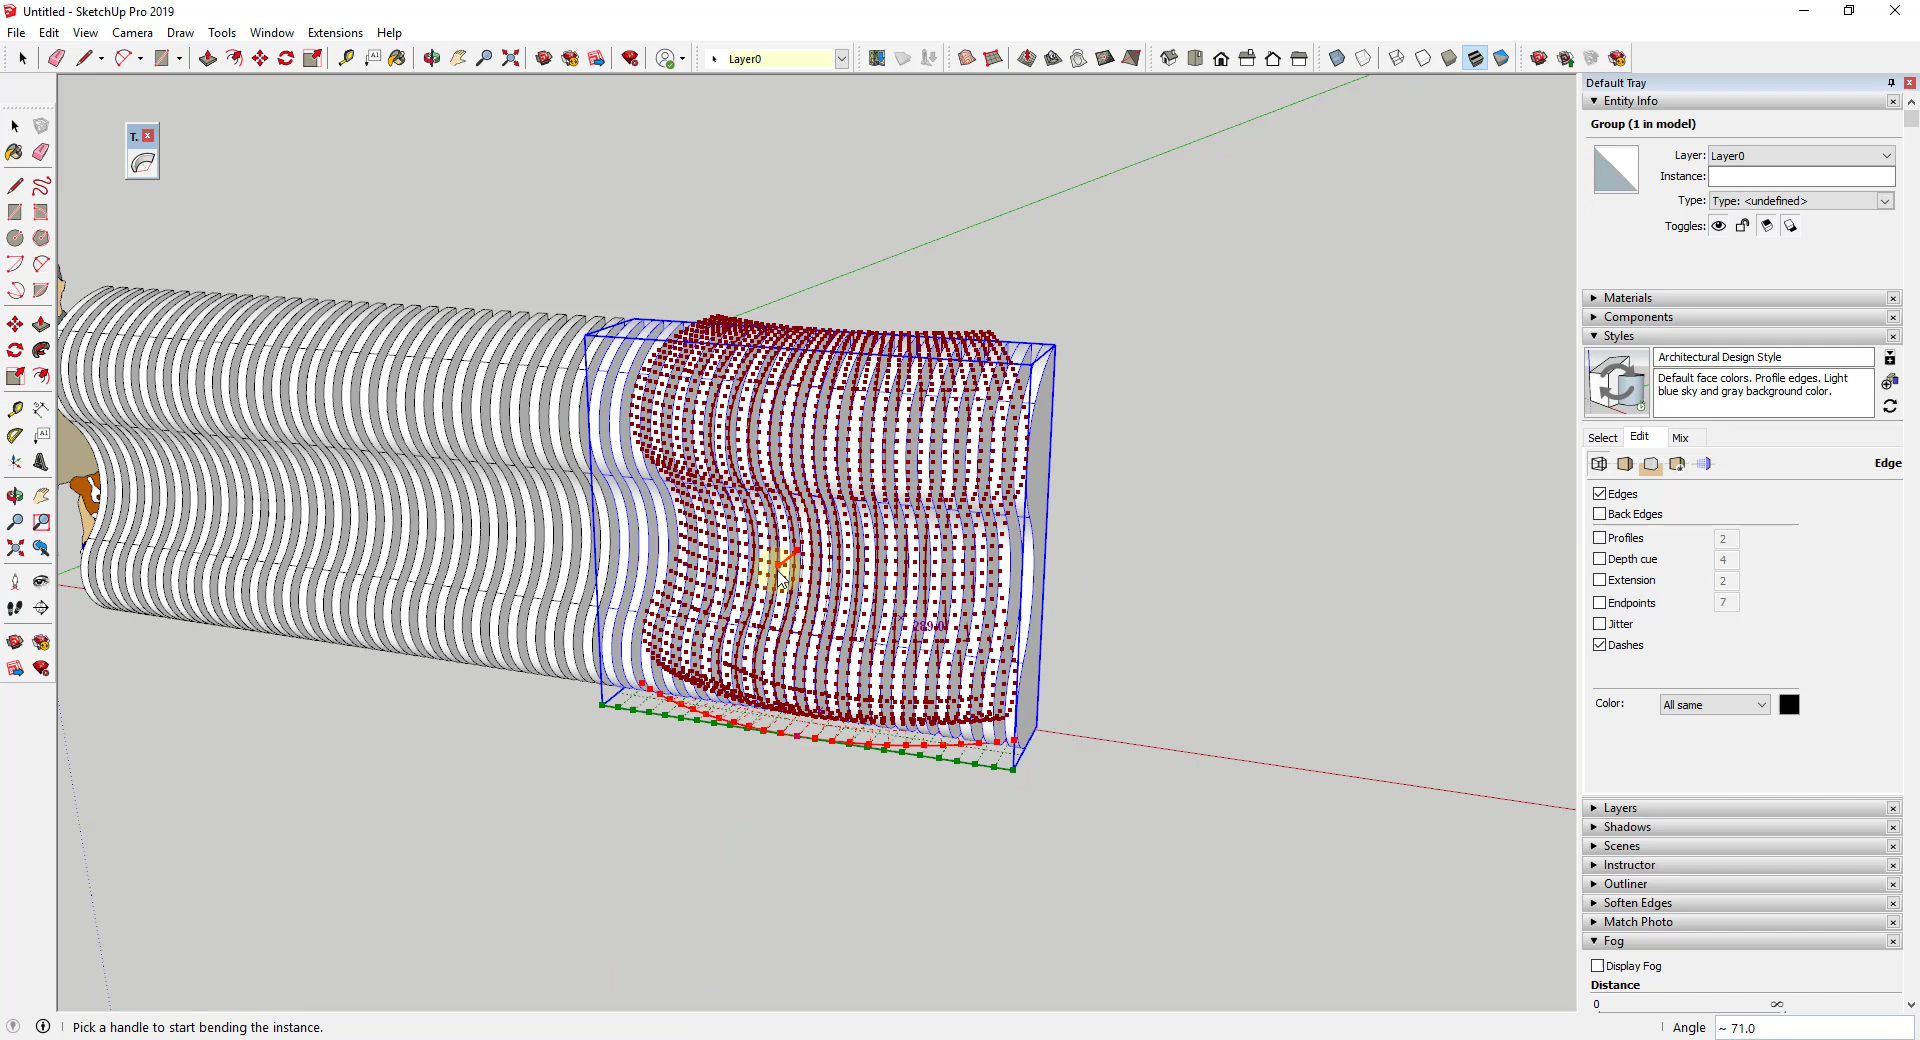 Untitled - SketchUp Pro 2019
File Edit View Camera Draw Tools Window Extensions Help
Layer0
Default Tray
Entity Info
Group (1 in model)
T.
Layer: Layer0
Instance:
Type: Type: <undefined>
Toggles:
Materials
Components
Styles
Architectural Design Style
Default face colors. Profile edges. Light
blue sky and gray background color.
Select Edit Mix
Edge
Edges
Back Edges
Profiles 2
Depth cue 4
Extension 2
Endpoints 7
Jitter
Dashes
Color: All same
Layers
Shadows
Scenes
Instructor
Outliner
Soften Edges
Match Photo
Fog
Display Fog
Distance
0 ∞
Pick a handle to start bending the instance.
Angle ~ 71.0